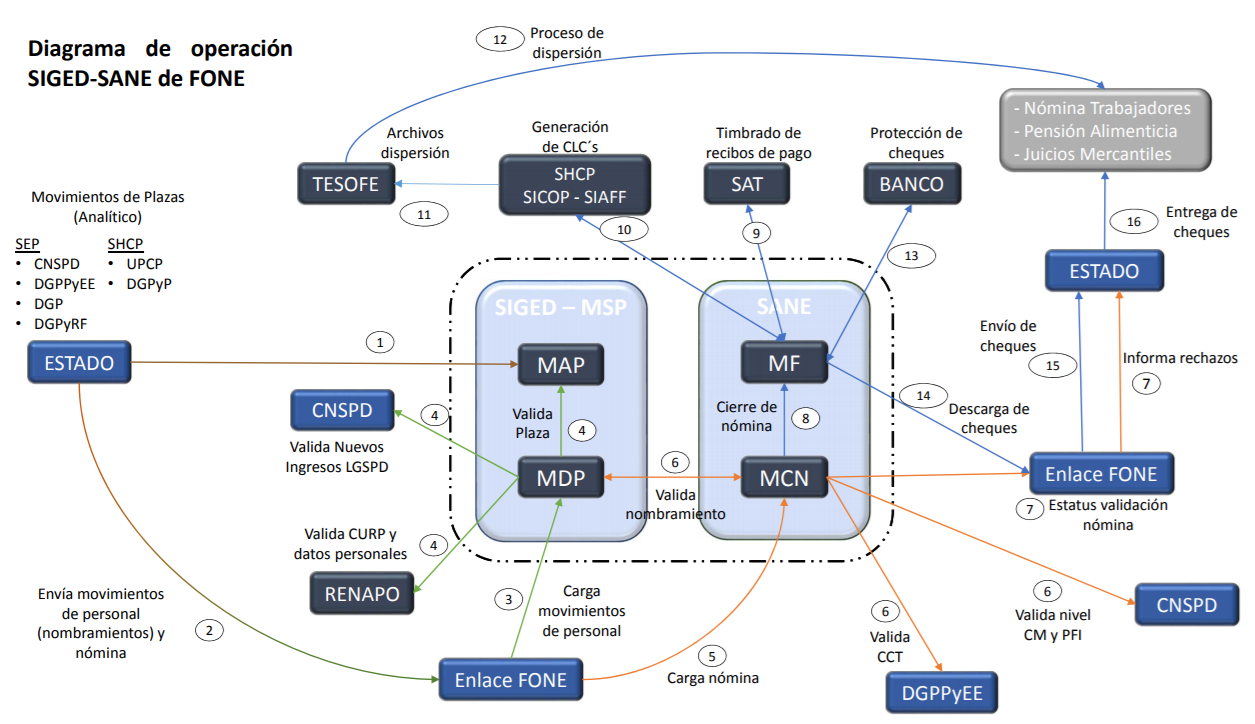 Diagrama de operación
SIGED-SANE de FONE
12
Proceso de
dispersión
- Nómina Trabajadores
- Pensión Alimenticia
- Juicios Mercantiles
Archivos
dispersión
Generación
de CLC´s
Timbrado de
recibos de pago
Protección de
cheques
TESOFE
SHCP
SICOP - SIAFF
SAT
BANCO
11
10
9
13
16
Entrega de
cheques
Movimientos de Plazas
(Analítico)
SEP
• CNSPD
• DGPPyEE
• DGP
• DGPyRF
SHCP
• UPCP
• DGPyP
ESTADO
1
SIGED – MSP
SANE
ESTADO
MAP
MF
Envío de
cheques
15
Informa rechazos
7
CNSPD
4
Valida Nuevos
Ingresos LGSPD
Valida
Plaza
4
Cierre de
nómina
8
14
Descarga de
cheques
MDP
6
Valida
nombramiento
MCN
Enlace FONE
7
Estatus validación
nómina
Valida CURP y
datos personales
4
RENAPO
3
Carga
movimientos
de personal
Envía movimientos
de personal
(nombramientos) y
nómina
2
Enlace FONE
5
Carga nómina
6
Valida
CCT
DGPPyEE
6
Valida nivel
CM y PFI
CNSPD